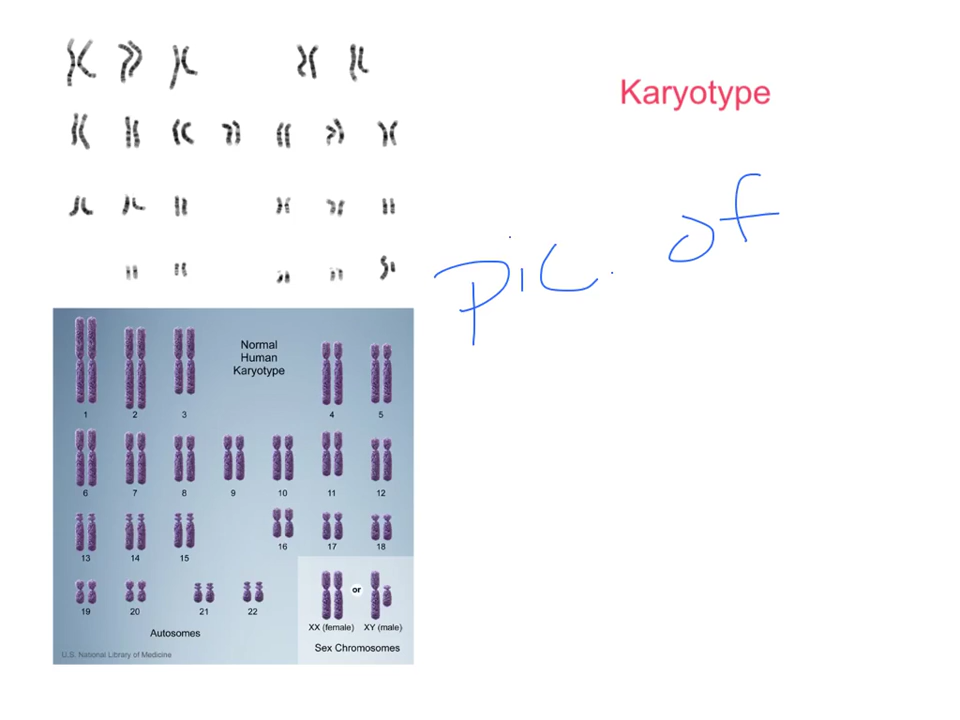 Karyotype
pic. of
Normal
Human
Karyotype
1 2 3 4 5
6 7 8 9 10 11 12
13 14 15 16 17 18
19 20 21 22
or
XX (female) XY (male)
Autosomes
Sex Chromosomes
U.S. National Library of Medicine